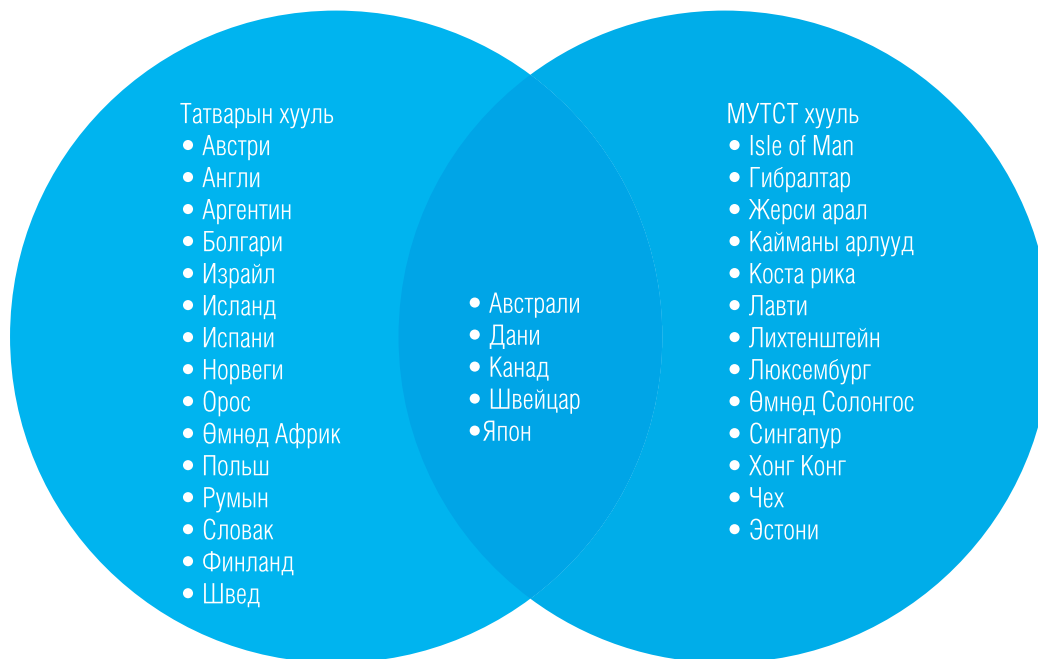 Татварын хууль
• Австри
• Англи
• Аргентин
• Болгари
• Израйл
• Исланд
• Испани
• Норвеги
• Орос
• Өмнөд Африк
• Польш
• Румын
• Словак
• Финланд
• Швед
• Австрали
• Дани
• Канад
• Швейцар
•Япон
МУТСТ хууль
• Isle of Man
• Гибралтар
• Жерси арал
• Кайманы арлууд
• Коста рика
• Лавти
• Лихтенштейн
• Люксембург
• Өмнөд Солонгос
• Сингапур
• Хонг Конг
• Чех
• Эстони